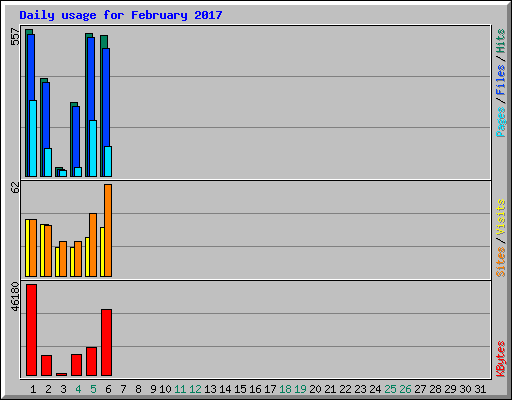 Daily usage for February 2017
557
Pages / Files / Hits
62
Sites / Visits
46180
KBytes
1 2 3 4 5 6 7 8 9 10 11 12 13 14 15 16 17 18 19 20 21 22 23 24 25 26 27 28 29 30 31